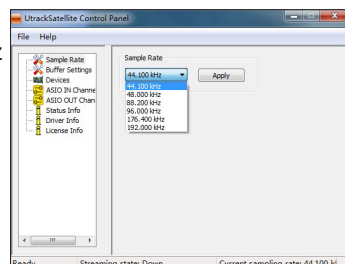 UtrackSatellite Control Panel
File Help
Sample Rate
Buffer Settings
Devices
ASIO IN Channe
ASIO OUT Chan
Status Info
Driver Info
License Info
Sample Rate
44.100 kHz
Apply
44.100 kHz
48.000 kHz
88.200 kHz
96.000 kHz
176.400 kHz
192.000 kHz
Ready Streaming state: Down Current sampling rate: 44.100 kl